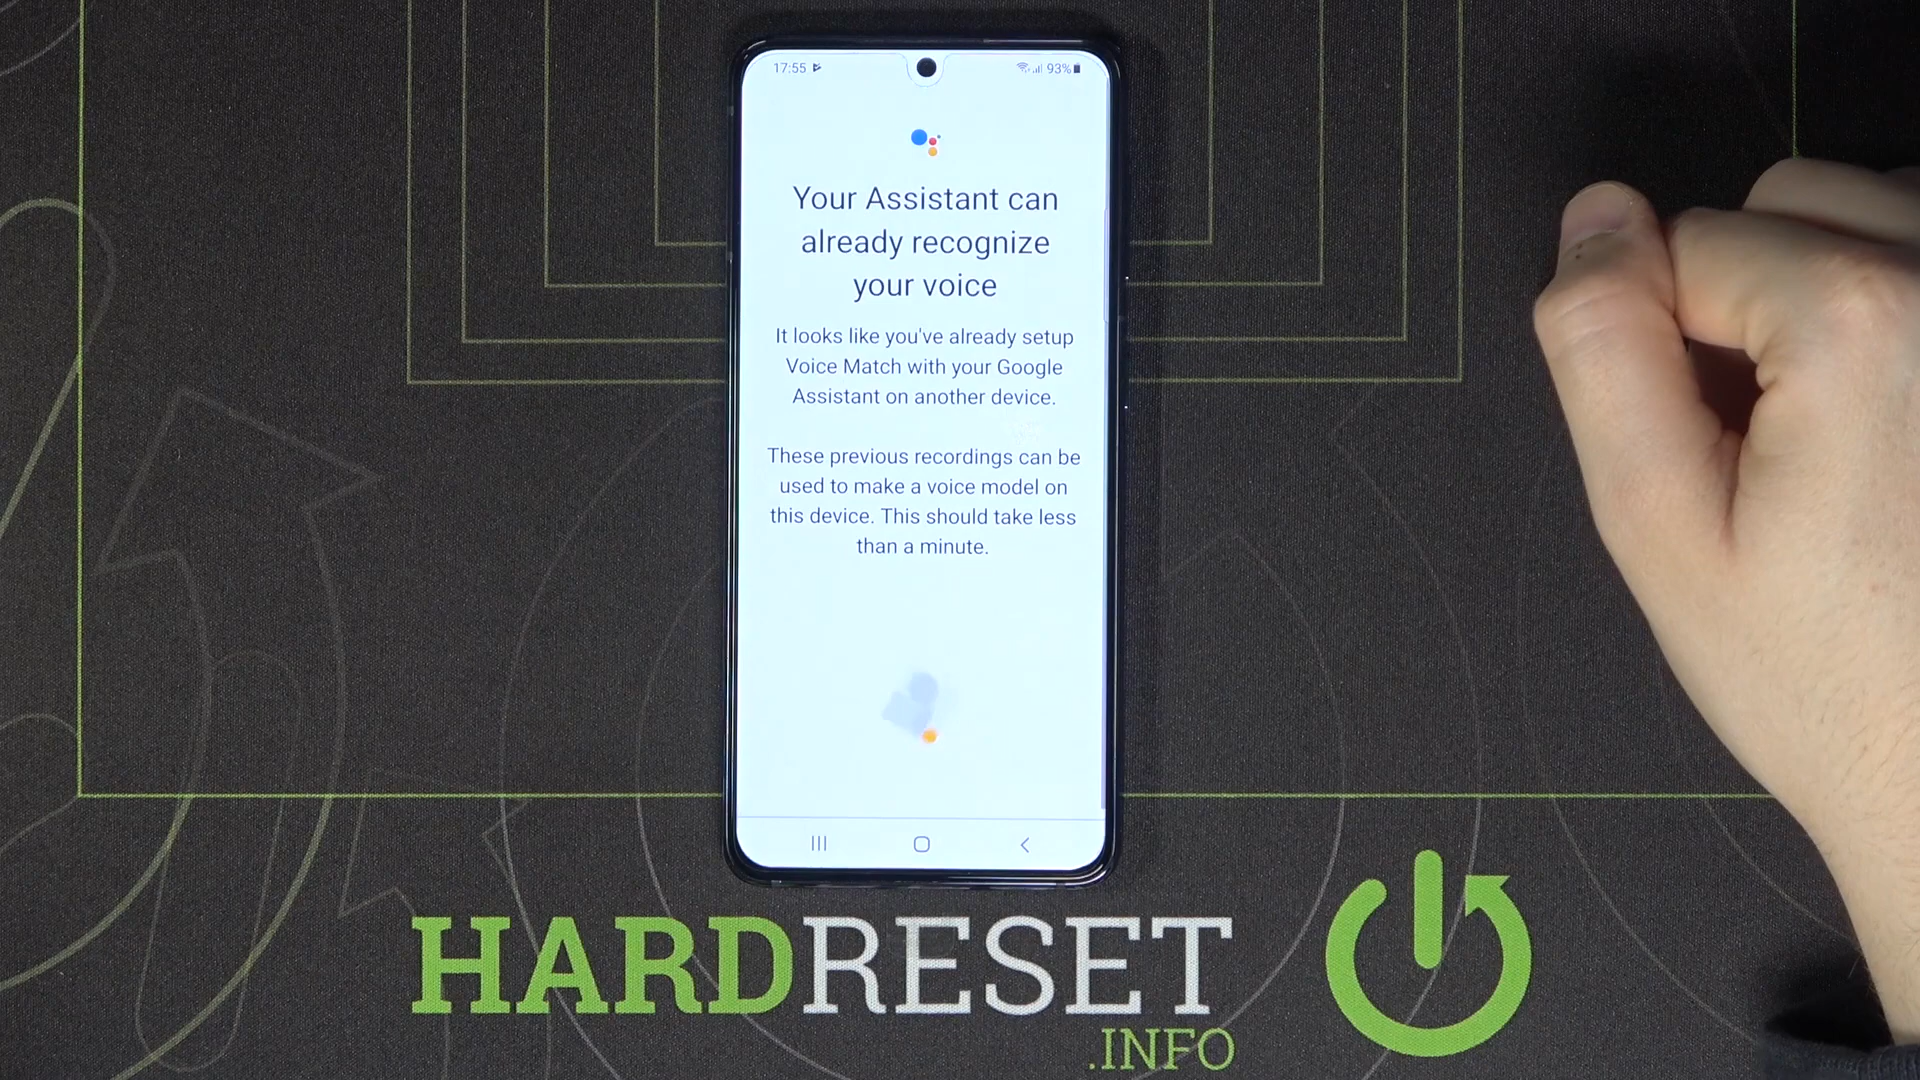 17:55
93%
Your Assistant can
already recognize
your voice
It looks like you've already setup
Voice Match with your Google
Assistant on another device.
These previous recordings can be
used to make a voice model on
this device. This should take less
than a minute.
HARDRESET
.INFO